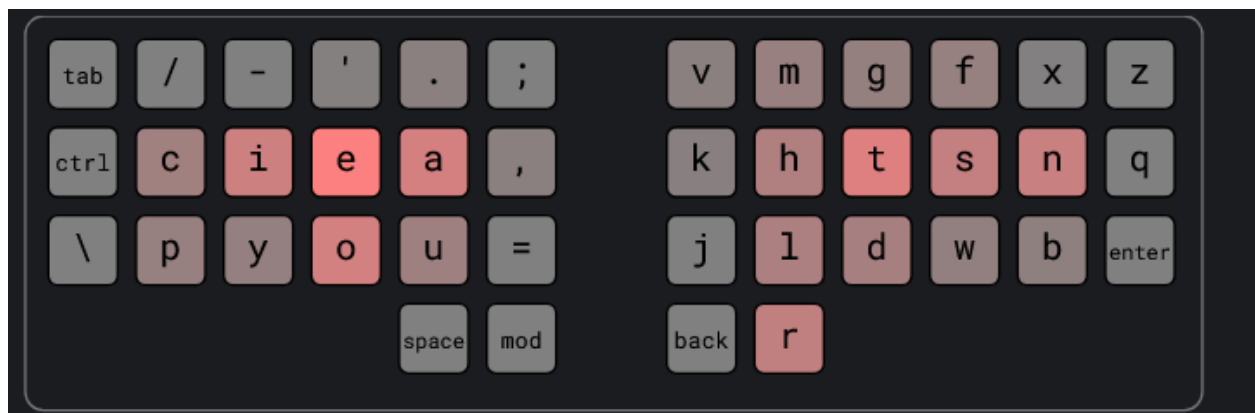 tab / - ' . ; v m g f x z
ctrl c i e a , k h t s n q
\ p y o u = j l d w b enter
space mod back r